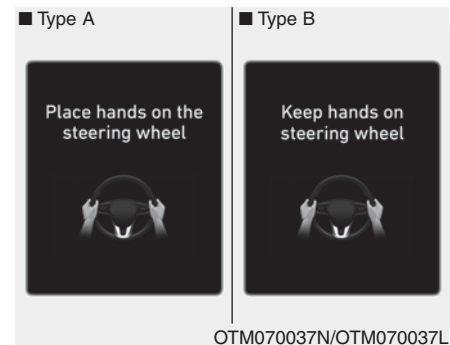 ■ Type A
Place hands on the
steering wheel
■ Type B
Keep hands on
steering wheel
OTM070037N/OTM070037L